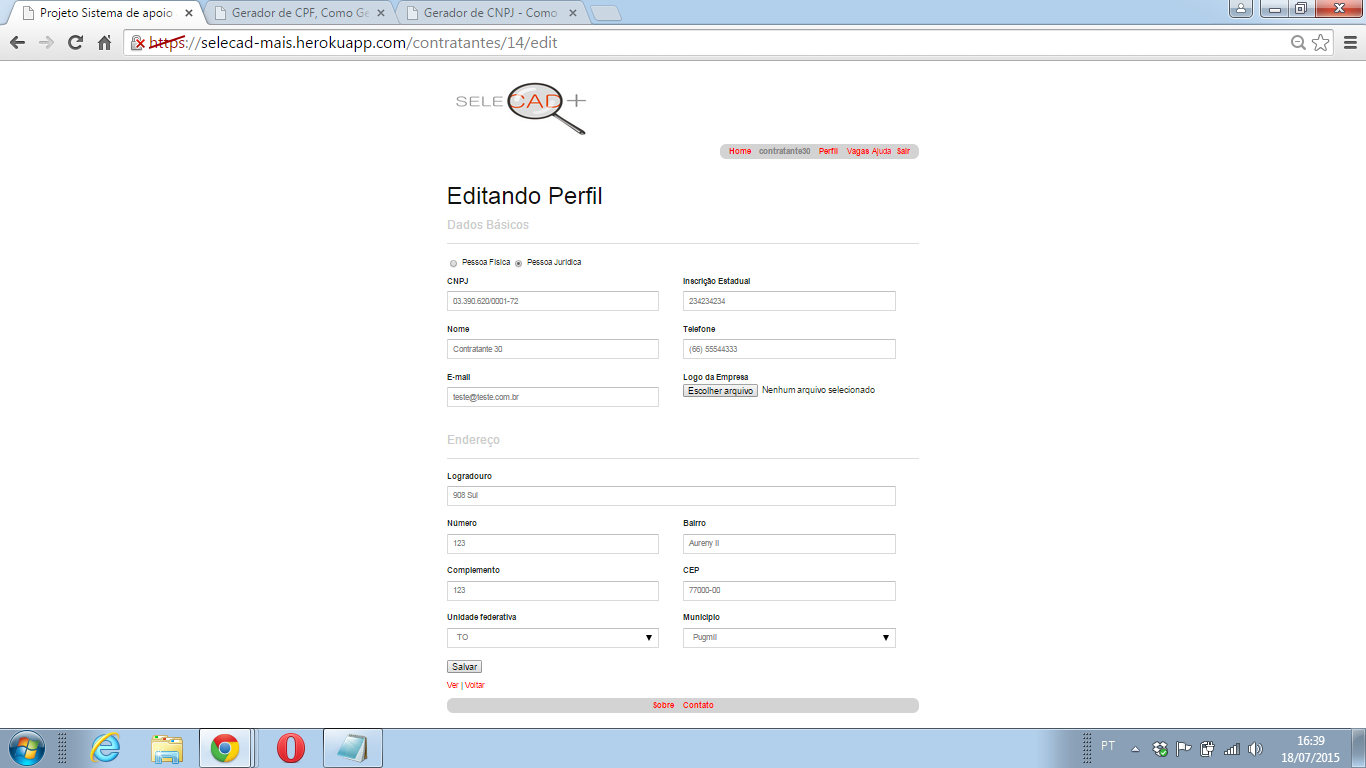 Projeto Sistema de apoio
Gerador de CPF, Como Ge
Gerador de CNPJ - Como
https://selecad-mais.herokuapp.com/contratantes/14/edit
SELECAD+
Home contratante30 Perfil Vagas Ajuda Sair
Editando Perfil
Dados Básicos
Pessoa Física Pessoa Jurídica
CNPJ Inscrição Estadual
03.390.620/0001-72 234234234
Nome Telefone
Contratante 30 (66) 55544333
E-mail Logo da Empresa
teste@teste.com.br Escolher arquivo Nenhum arquivo selecionado
Endereço
Logradouro
908 Sul
Número Bairro
123 Aureny II
Complemento CEP
123 77000-00
Unidade federativa Município
TO Pugmil
Salvar
Ver | Voltar
Sobre Contato
PT 16:39
18/07/2015